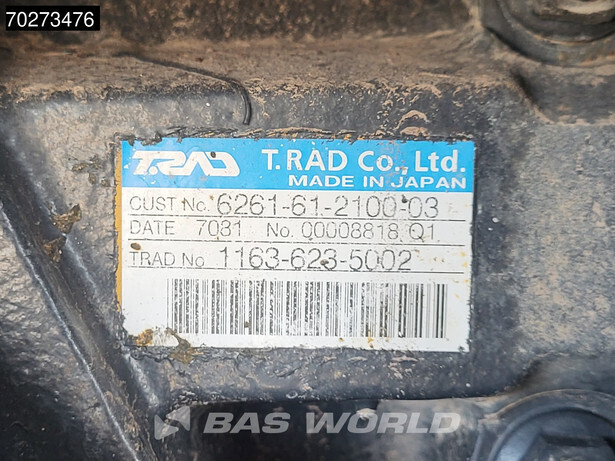 70273476
T.RAD T.RAD Co., Ltd.
MADE IN JAPAN
CUST No. 6261-61-2100-03
DATE 7031 No. 00008818 Q1
TRAD No 1163-623-5002
BAS WORLD